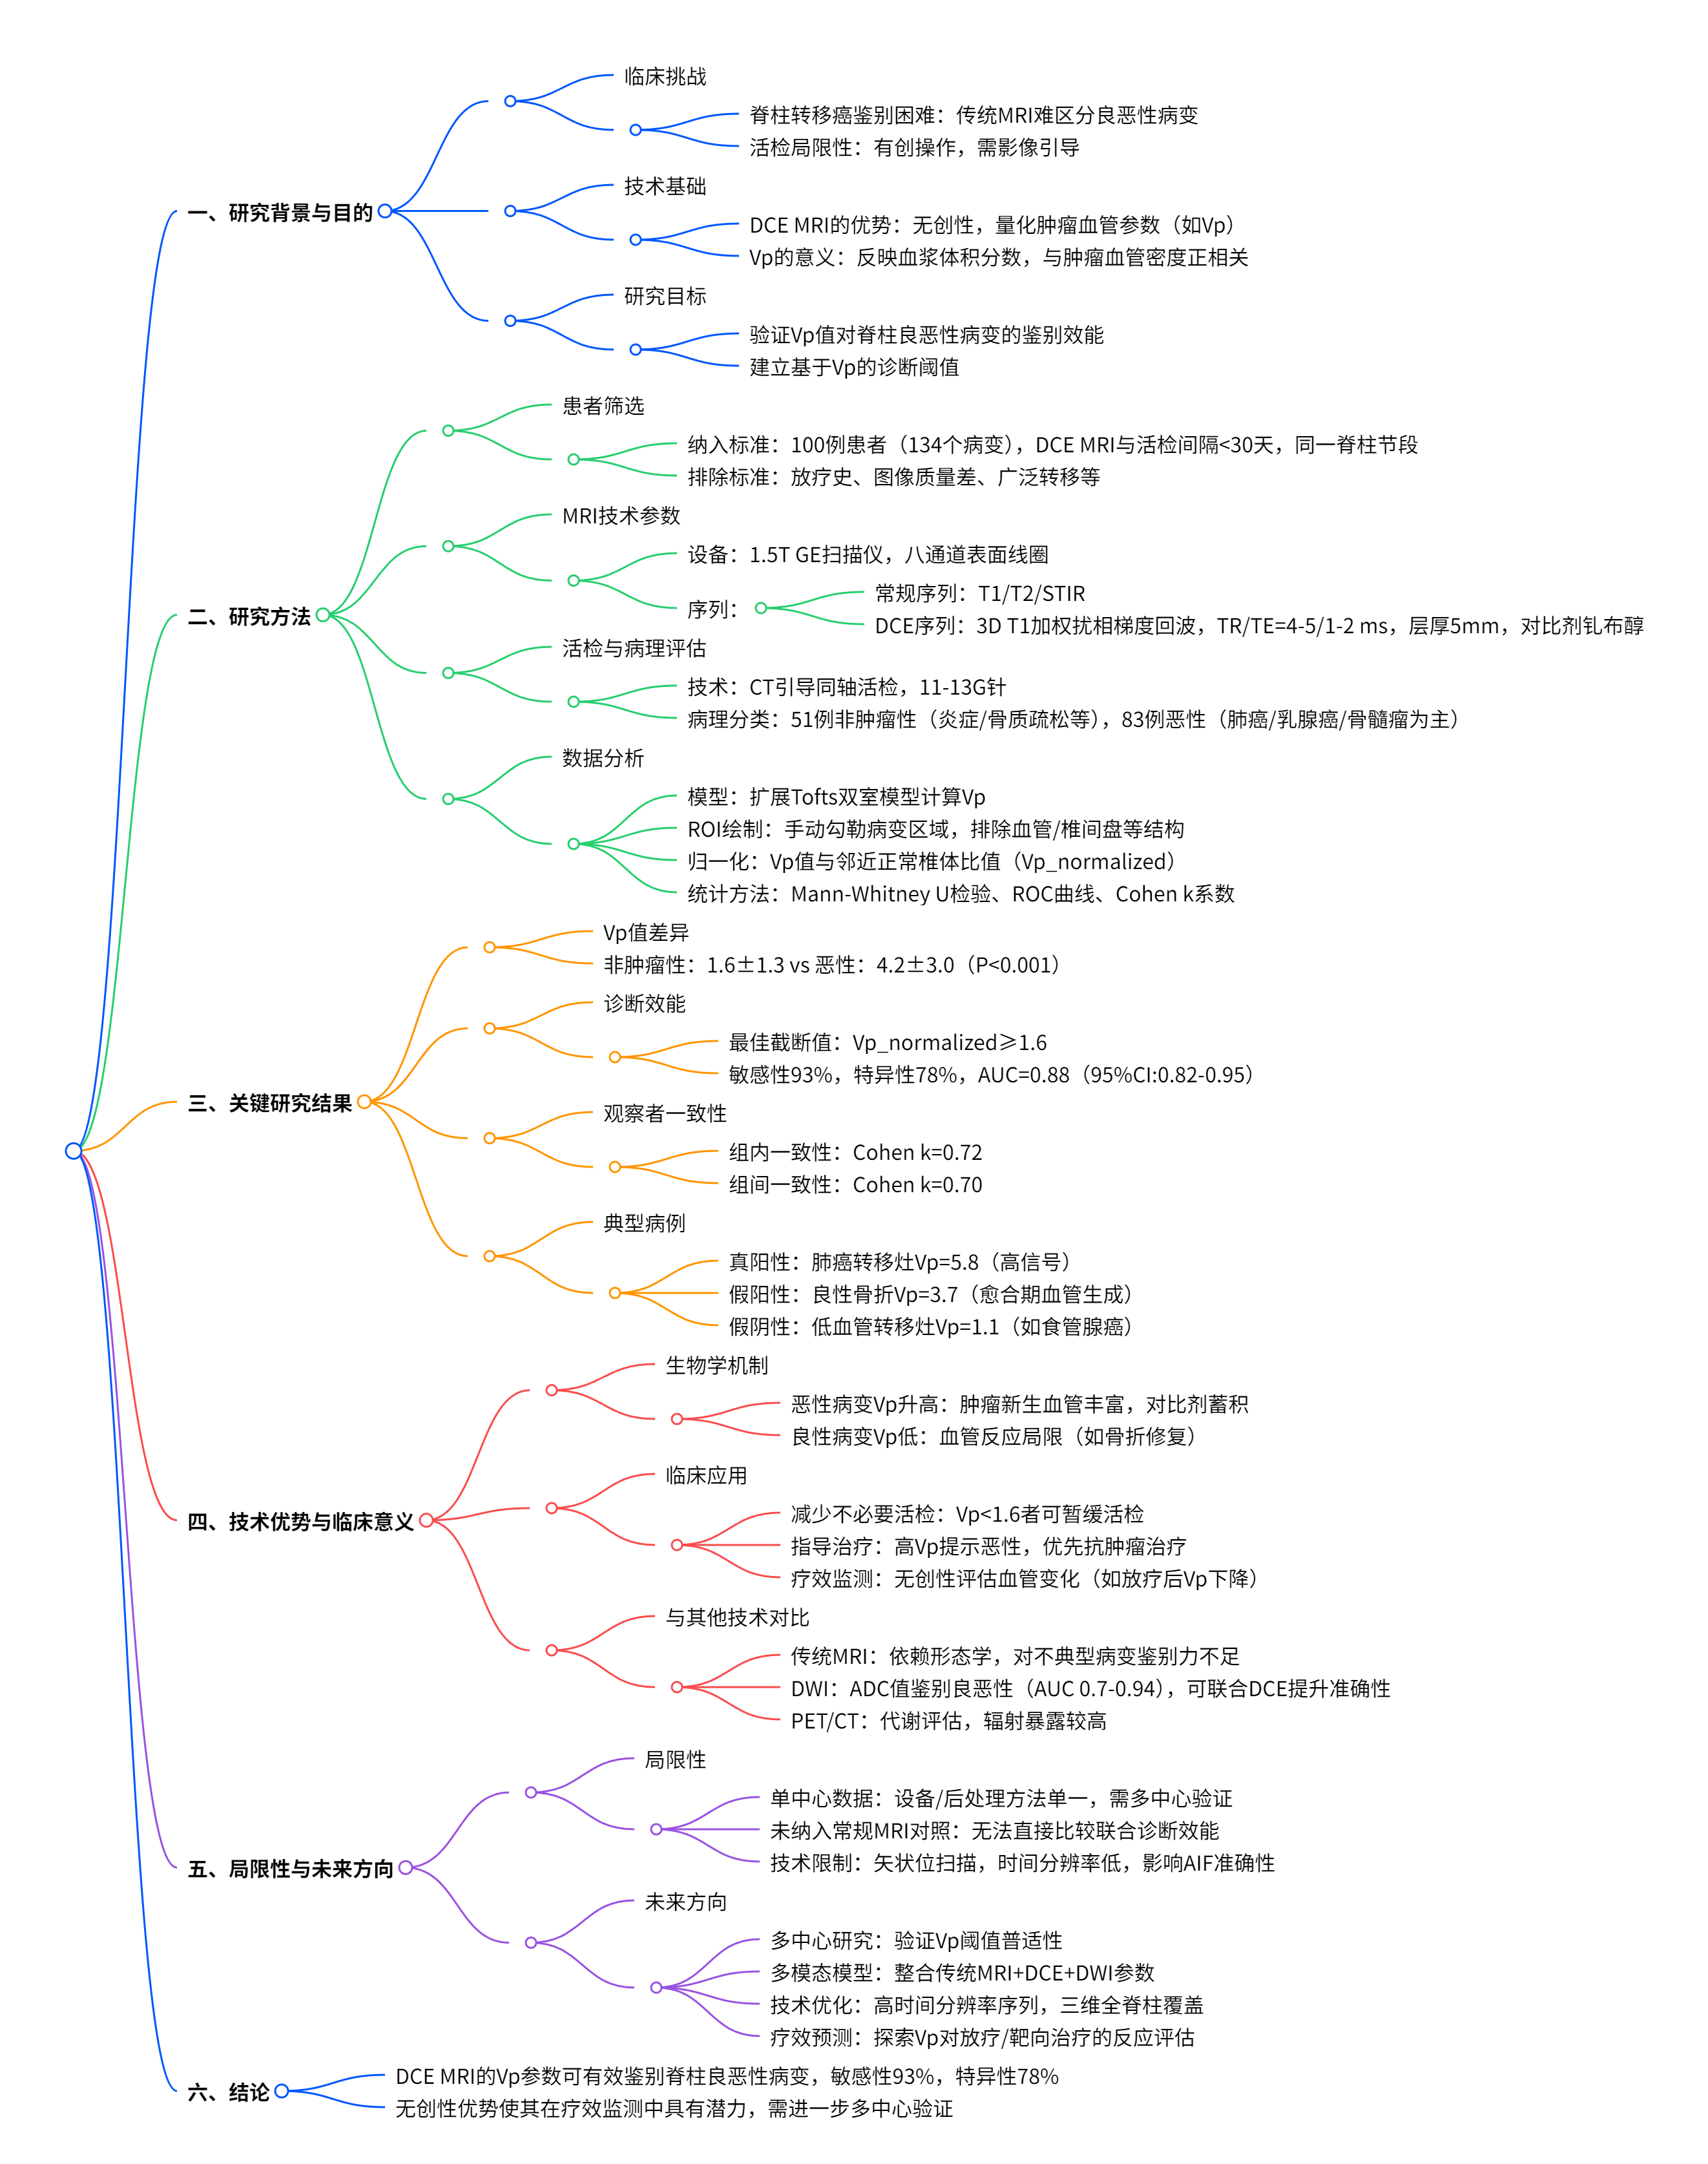 一、研究背景与目的
临床挑战
脊柱转移癌鉴别困难：传统MRI难区分良恶性病变
活检局限性：有创操作，需影像引导
技术基础
DCE MRI的优势：无创性，量化肿瘤血管参数（如Vp）
Vp的意义：反映血浆体积分数，与肿瘤血管密度正相关
研究目标
验证Vp值对脊柱良恶性病变的鉴别效能
建立基于Vp的诊断阈值
二、研究方法
患者筛选
纳入标准：100例患者（134个病变），DCE MRI与活检间隔<30天，同一脊柱节段
排除标准：放疗史、图像质量差、广泛转移等
MRI技术参数
设备：1.5T GE扫描仪，八通道表面线圈
序列：
常规序列：T1/T2/STIR
DCE序列：3D T1加权扰相梯度回波，TR/TE=4-5/1-2 ms，层厚5mm，对比剂钆布醇
活检与病理评估
技术：CT引导同轴活检，11-13G针
病理分类：51例非肿瘤性（炎症/骨质疏松等），83例恶性（肺癌/乳腺癌/骨髓瘤为主）
数据分析
模型：扩展Tofts双室模型计算Vp
ROI绘制：手动勾勒病变区域，排除血管/椎间盘等结构
归一化：Vp值与邻近正常椎体比值（Vp_normalized）
统计方法：Mann-Whitney U检验、ROC曲线、Cohen k系数
三、关键研究结果
Vp值差异
非肿瘤性：1.6±1.3 vs 恶性：4.2±3.0（P<0.001）
诊断效能
最佳截断值：Vp_normalized≥1.6
敏感性93%，特异性78%，AUC=0.88（95%CI:0.82-0.95）
观察者一致性
组内一致性：Cohen k=0.72
组间一致性：Cohen k=0.70
典型病例
真阳性：肺癌转移灶Vp=5.8（高信号）
假阳性：良性骨折Vp=3.7（愈合期血管生成）
假阴性：低血管转移灶Vp=1.1（如食管腺癌）
四、技术优势与临床意义
生物学机制
恶性病变Vp升高：肿瘤新生血管丰富，对比剂蓄积
良性病变Vp低：血管反应局限（如骨折修复）
临床应用
减少不必要活检：Vp<1.6者可暂缓活检
指导治疗：高Vp提示恶性，优先抗肿瘤治疗
疗效监测：无创性评估血管变化（如放疗后Vp下降）
与其他技术对比
传统MRI：依赖形态学，对不典型病变鉴别力不足
DWI：ADC值鉴别良恶性（AUC 0.7-0.94），可联合DCE提升准确性
PET/CT：代谢评估，辐射暴露较高
五、局限性与未来方向
局限性
单中心数据：设备/后处理方法单一，需多中心验证
未纳入常规MRI对照：无法直接比较联合诊断效能
技术限制：矢状位扫描，时间分辨率低，影响AIF准确性
未来方向
多中心研究：验证Vp阈值普适性
多模态模型：整合传统MRI+DCE+DWI参数
技术优化：高时间分辨率序列，三维全脊柱覆盖
疗效预测：探索Vp对放疗/靶向治疗的反应评估
六、结论
DCE MRI的Vp参数可有效鉴别脊柱良恶性病变，敏感性93%，特异性78%
无创性优势使其在疗效监测中具有潜力，需进一步多中心验证